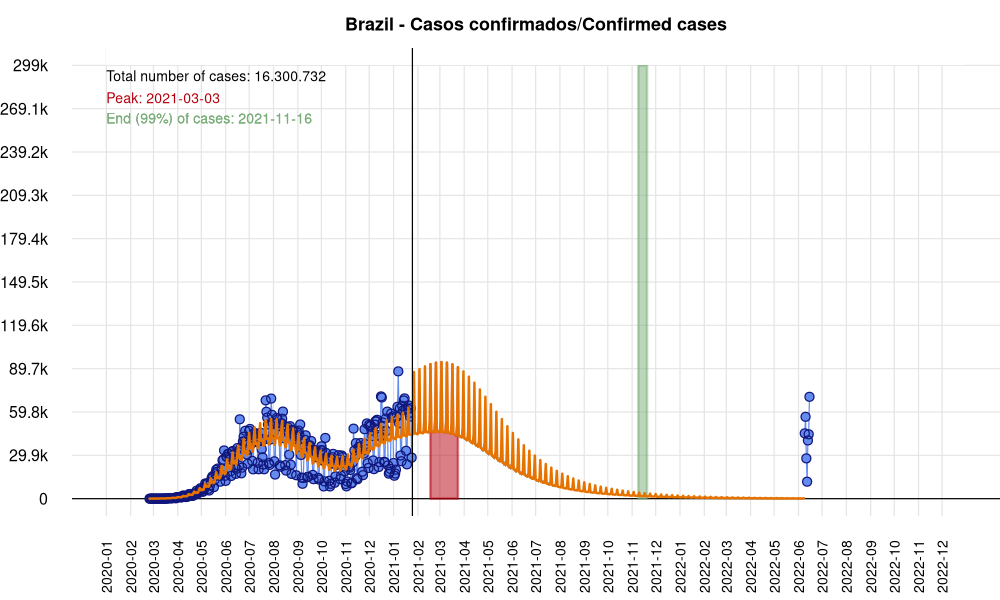 Brazil - Casos confirmados/Confirmed cases
299k
269.1k
239.2k
209.3k
179.4k
149.5k
119.6k
89.7k
59.8k
29.9k
0
Total number of cases: 16.300.732
Peak: 2021-03-03
End (99%) of cases: 2021-11-16
2020-01
2020-02
2020-03
2020-04
2020-05
2020-06
2020-07
2020-08
2020-09
2020-10
2020-11
2020-12
2021-01
2021-02
2021-03
2021-04
2021-05
2021-06
2021-07
2021-08
2021-09
2021-10
2021-11
2021-12
2022-01
2022-02
2022-03
2022-04
2022-05
2022-06
2022-07
2022-08
2022-09
2022-10
2022-11
2022-12